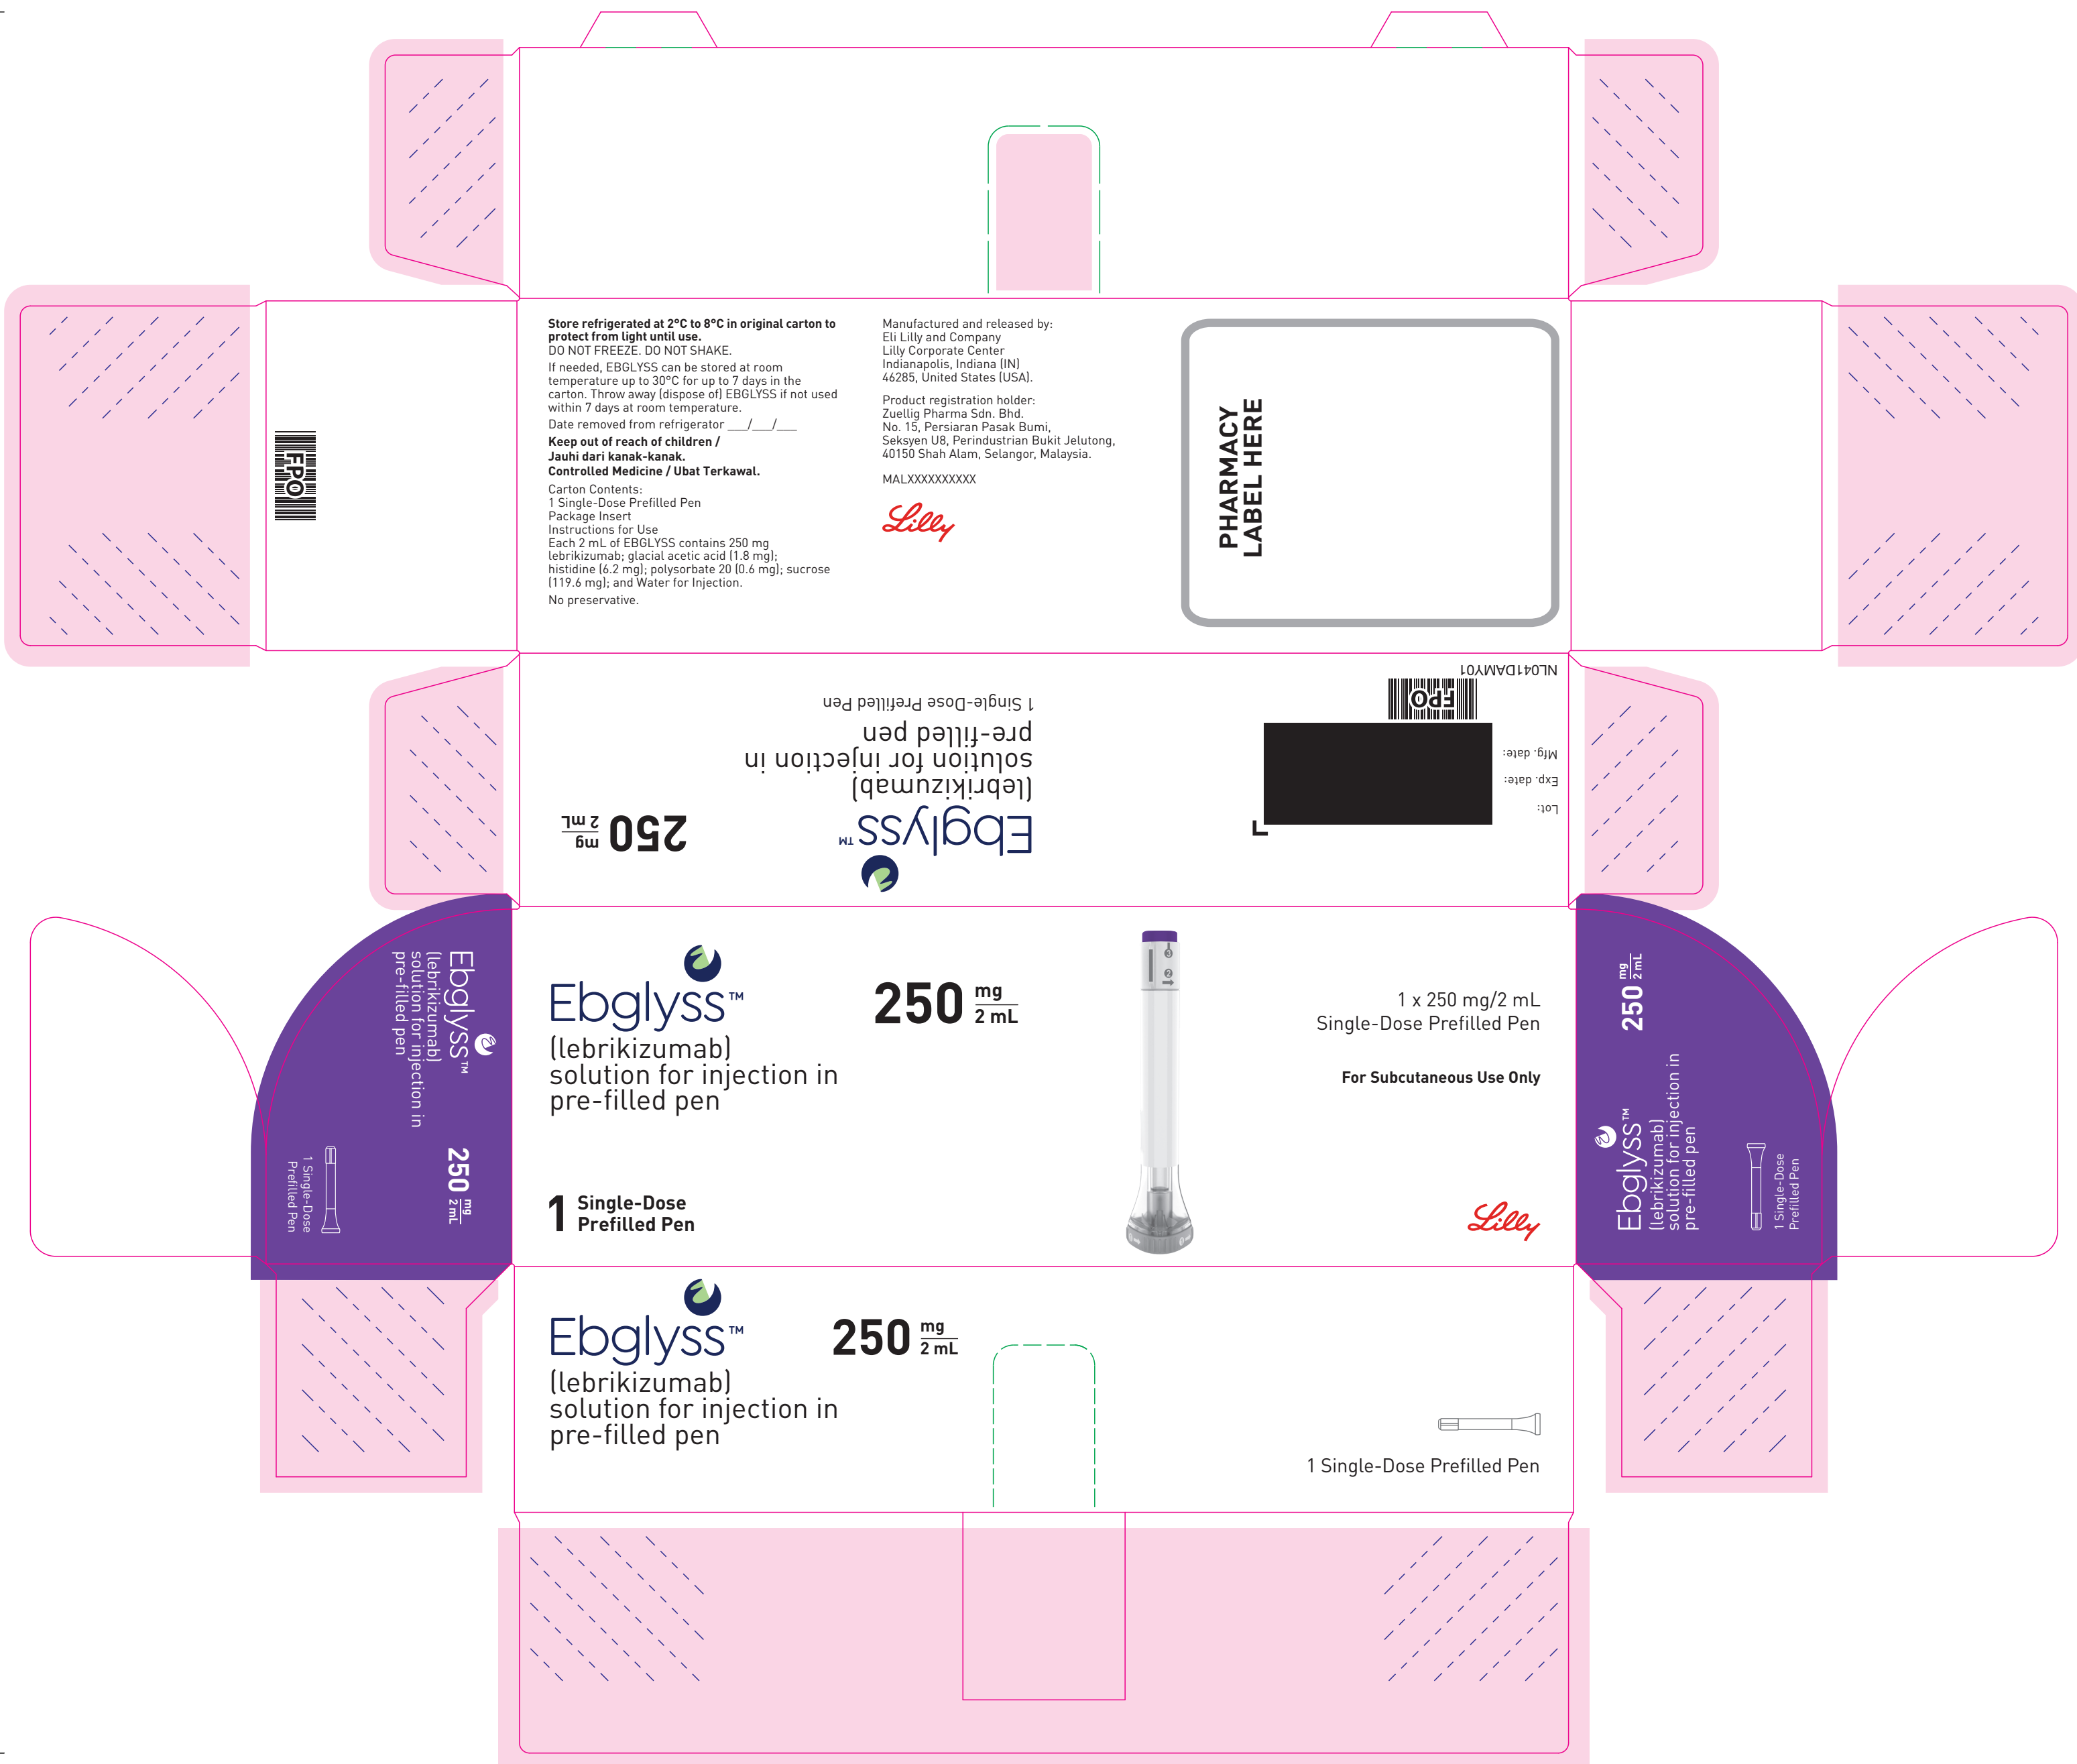 Store refrigerated at 2°C to 8°C in original carton to
protect from light until use.
DO NOT FREEZE. DO NOT SHAKE.
If needed, EBGLYSS can be stored at room
temperature up to 30°C for up to 7 days in the
carton. Throw away (dispose of) EBGLYSS if not used
within 7 days at room temperature.
Date removed from refrigerator ___/___/___
Keep out of reach of children /
Jauhi dari kanak-kanak.
Controlled Medicine / Ubat Terkawal.
Carton Contents:
1 Single-Dose Prefilled Pen
Package Insert
Instructions for Use
Each 2 mL of EBGLYSS contains 250 mg
lebrikizumab; glacial acetic acid (1.8 mg);
histidine (6.2 mg); polysorbate 20 (0.6 mg); sucrose
(119.6 mg); and Water for Injection.
No preservative.
Manufactured and released by:
Eli Lilly and Company
Lilly Corporate Center
Indianapolis, Indiana (IN)
46285, United States (USA).
Product registration holder:
Zuellig Pharma Sdn. Bhd.
No. 15, Persiaran Pasak Bumi,
Seksyen U8, Perindustrian Bukit Jelutong,
40150 Shah Alam, Selangor, Malaysia.
MALXXXXXXXXXX
Lilly
PHARMACY
LABEL HERE
FPO
Ebglyss™
(lebrikizumab)
solution for injection in
pre-filled pen
1 Single-Dose Prefilled Pen
250 mg
2 mL
Lot:
Exp. date:
Mfg. date:
FPO
NL041DAMY01
Ebglyss™
(lebrikizumab)
solution for injection in
pre-filled pen
250 mg
2 mL
1 Single-Dose
Prefilled Pen
Ebglyss™
(lebrikizumab)
solution for injection in
pre-filled pen
250 mg
2 mL
1 Single-Dose
Prefilled Pen
3
2
1 x 250 mg/2 mL
Single-Dose Prefilled Pen
For Subcutaneous Use Only
Lilly
Ebglyss™
(lebrikizumab)
solution for injection in
pre-filled pen
250 mg
2 mL
1 Single-Dose
Prefilled Pen
Ebglyss™
(lebrikizumab)
solution for injection in
pre-filled pen
250 mg
2 mL
1 Single-Dose Prefilled Pen